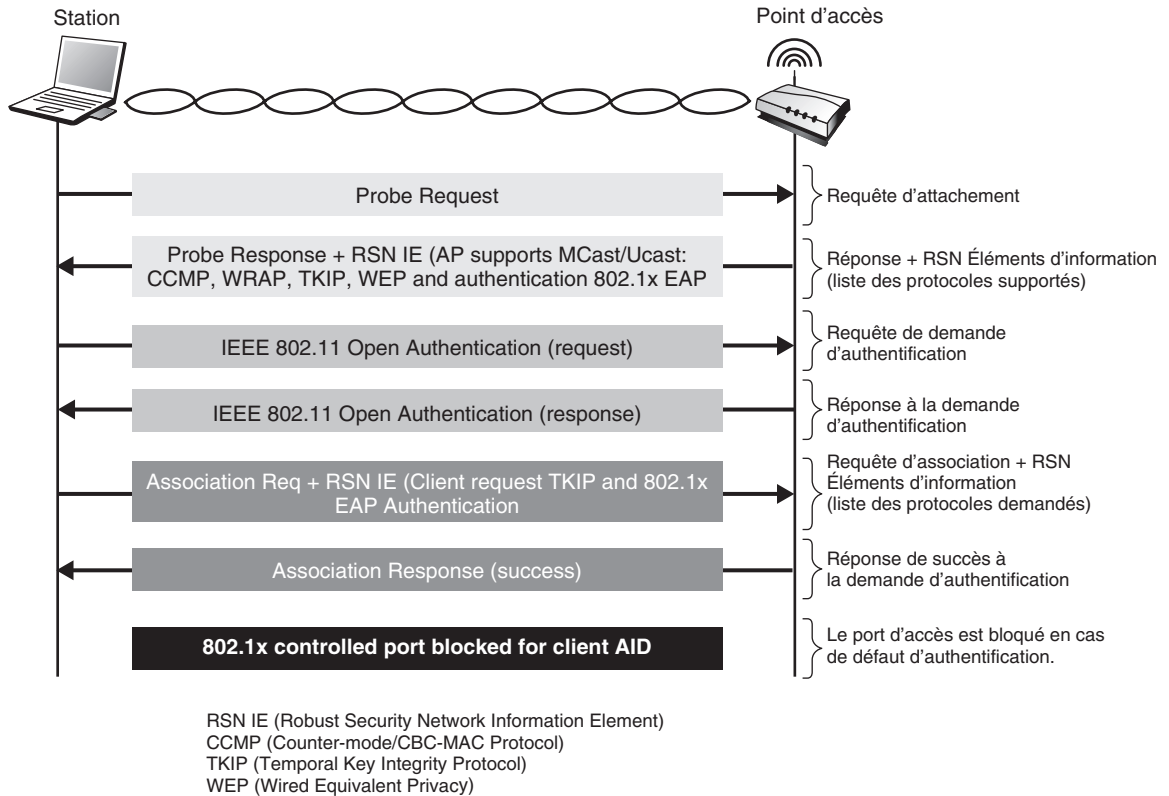 Station
Point d'accès
Probe Request
Requête d'attachement
Probe Response + RSN IE (AP supports MCast/Ucast:
CCMP, WRAP, TKIP, WEP and authentication 802.1x EAP
Réponse + RSN Éléments d'information
(liste des protocoles supportés)
IEEE 802.11 Open Authentication (request)
Requête de demande
d'authentification
IEEE 802.11 Open Authentication (response)
Réponse à la demande
d'authentification
Association Req + RSN IE (Client request TKIP and 802.1x
EAP Authentication
Requête d'association + RSN
Éléments d'information
(liste des protocoles demandés)
Association Response (success)
Réponse de succès à
la demande d'authentification
802.1x controlled port blocked for client AID
Le port d'accès est bloqué en cas
de défaut d'authentification.
RSN IE (Robust Security Network Information Element)
CCMP (Counter-mode/CBC-MAC Protocol)
TKIP (Temporal Key Integrity Protocol)
WEP (Wired Equivalent Privacy)